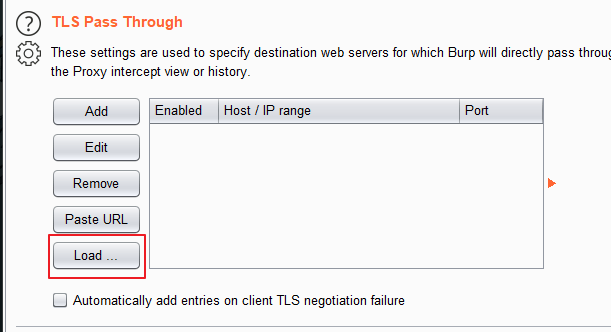 TLS Pass Through
These settings are used to specify destination web servers for which Burp will directly pass
the Proxy intercept view or history.
Add
Enabled Host / IP range Port
Edit
Remove
Paste URL
Load ...
Automatically add entries on client TLS negotiation failure